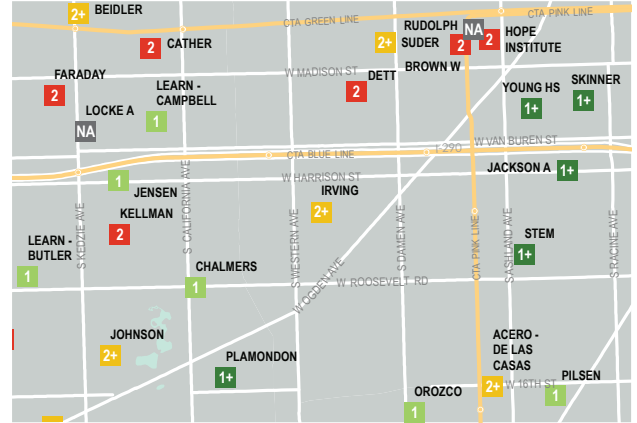 BEIDLER
2+
CTA GREEN LINE
CTA PINK LINE
CATHER
2
2+
SUDER
RUDOLPH
2
NA
2
HOPE
INSTITUTE
BROWN W
FARADAY
2
LEARN -
CAMPBELL
1
W MADISON ST
DETT
2
YOUNG HS
1+
SKINNER
1+
LOCKE A
NA
CTA BLUE LINE
I-290
W VAN BUREN ST
1
JENSEN
W HARRISON ST
JACKSON A
1+
KELLMAN
2
IRVING
2+
S KEDZIE AVE
S CALIFORNIA AVE
S WESTERN AVE
W OGDEN AVE
S DAMEN AVE
CTA PINK LINE
S ASHLAND AVE
S RACINE AVE
LEARN -
BUTLER
1
STEM
1+
CHALMERS
1
W ROOSEVELT RD
JOHNSON
2+
PLAMONDON
1+
ACERO -
DE LAS
CASAS
2+
W 16TH ST
PILSEN
1
OROZCO
1